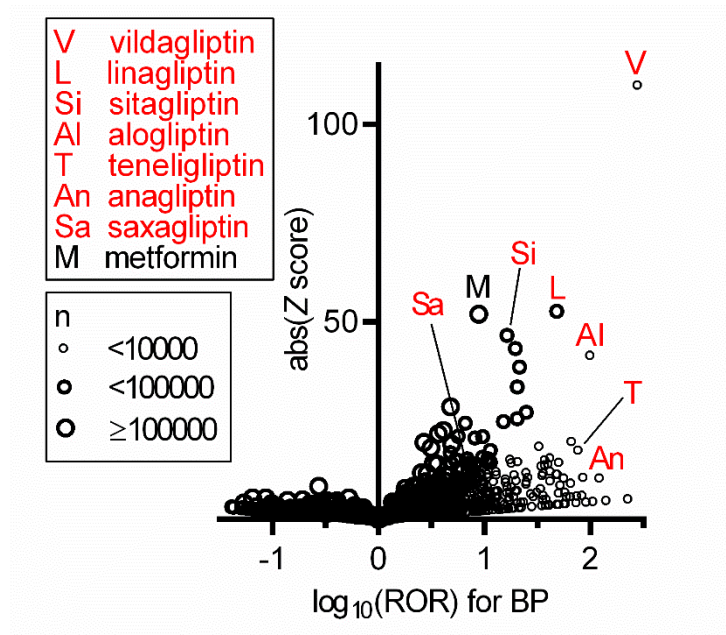 V vildagliptin
L linagliptin
Si sitagliptin
Al alogliptin
T teneligliptin
An anagliptin
Sa saxagliptin
M metformin
n
<10000
<100000
≥100000
abs(Z score)
100
50
V
Si
M
L
Sa
Al
T
An
-1 0 1 2
log10(ROR) for BP